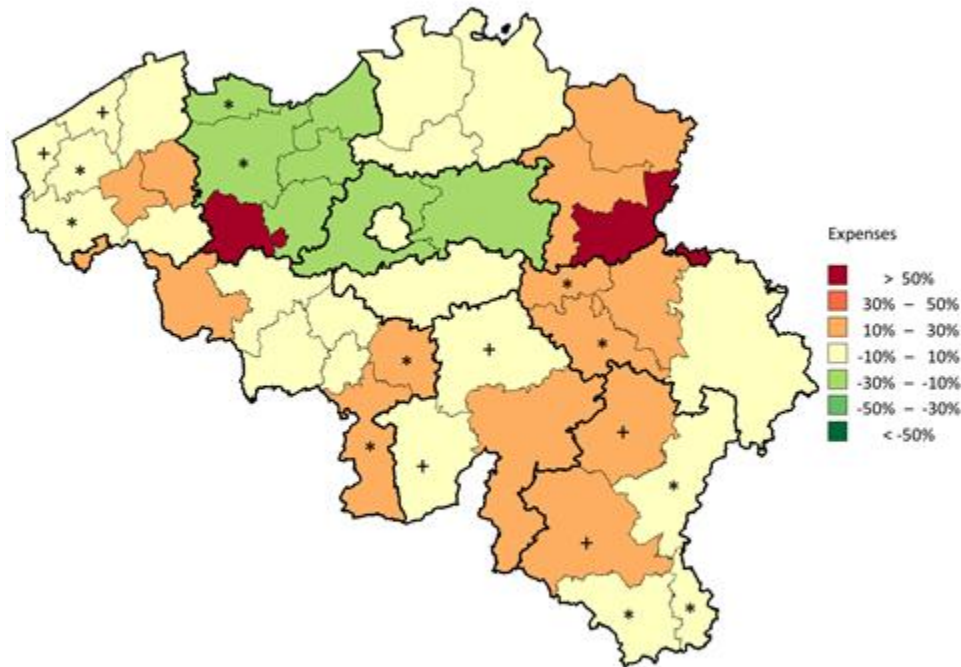 Expenses
> 50%
30% – 50%
10% – 30%
-10% – 10%
-30% – -10%
-50% – -30%
< -50%